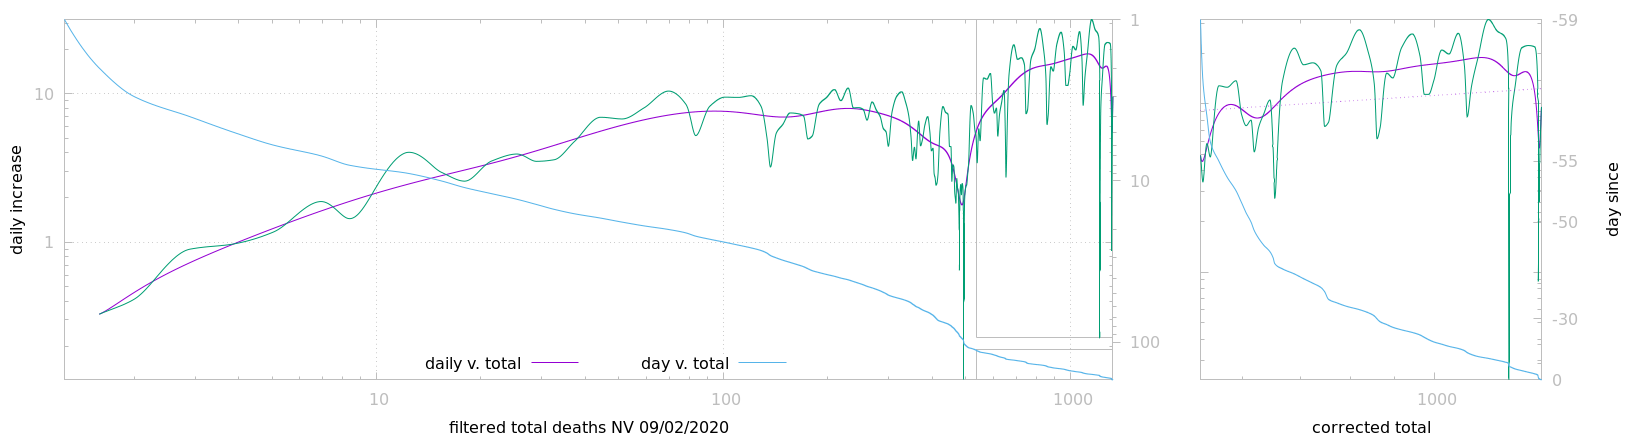 1
-59
10
-55
10
daily increase
-50
day since
1
-30
100
daily v. total
day v. total
0
10
100
1000
1000
filtered total deaths NV 09/02/2020
corrected total